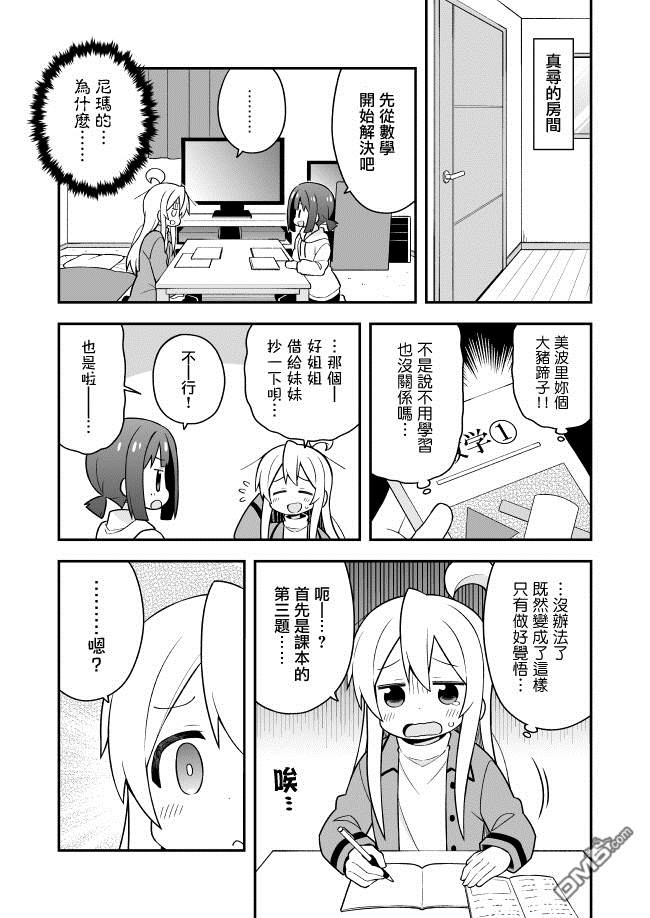 真尋的房間
先從數學
開始解決吧
………
尼瑪的…
為什麼……
美波里妳個
大豬蹄子!!
不是說不用學習
也沒關係嗎…
数学①
…那個─
好姐姐
借給妹妹
抄一下唄…
不─行！
也是啦──…
…沒辦法了
既然變成了這樣
只有做好覺悟…
呃──…？
首先是課本的
第三題……
唉…
………嗯？
DM5.com